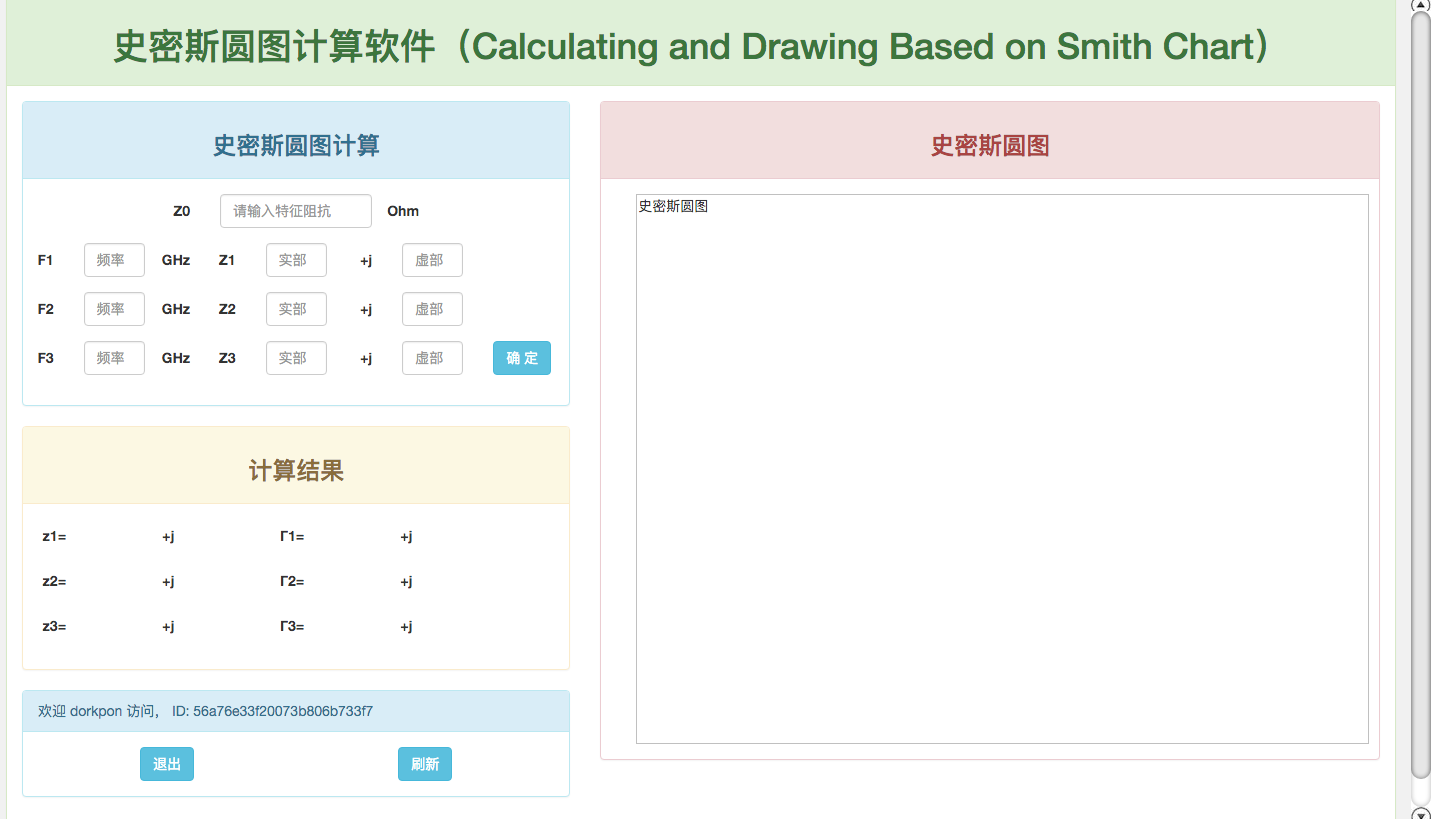 史密斯圆图计算软件（Calculating and Drawing Based on Smith Chart）
史密斯圆图计算
Z0 请输入特征阻抗 Ohm
F1 频率 GHz Z1 实部 +j 虚部
F2 频率 GHz Z2 实部 +j 虚部
F3 频率 GHz Z3 实部 +j 虚部 确 定
计算结果
z1= +j Γ1= +j
z2= +j Γ2= +j
z3= +j Γ3= +j
欢迎 dorkpon 访问， ID: 56a76e33f20073b806b733f7
退出 刷新
史密斯圆图
史密斯圆图